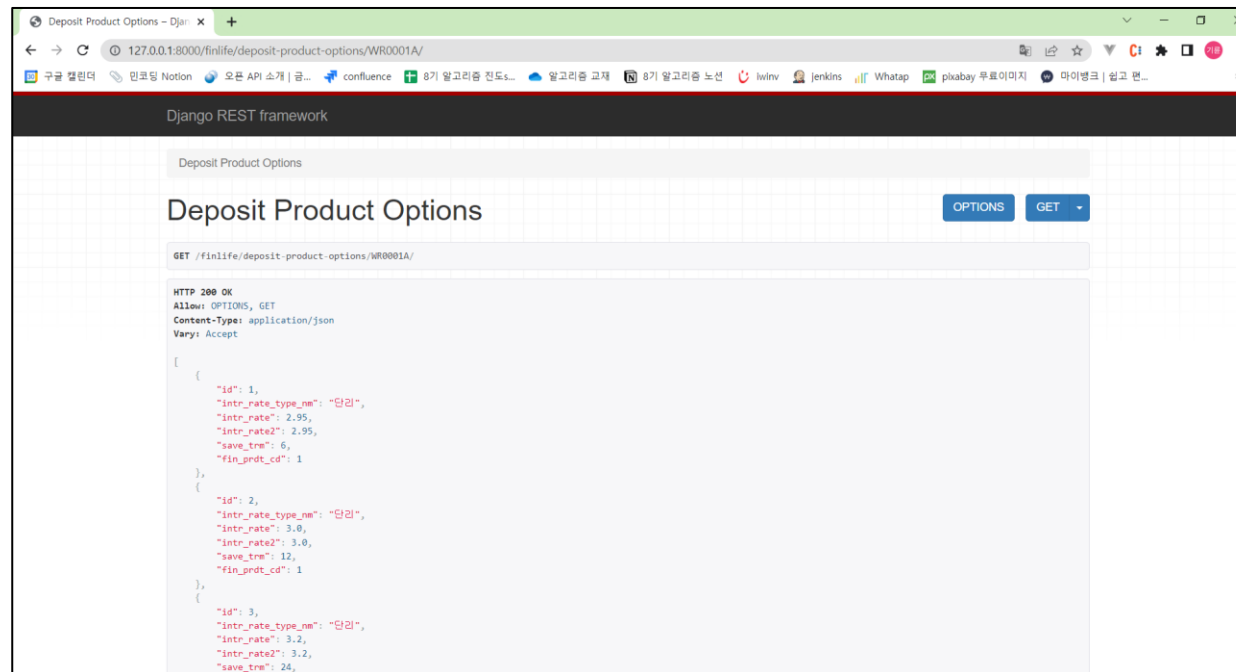 Deposit Product Options – Djan
127.0.0.1:8000/finlife/deposit-product-options/WR0001A/
기룡
구글 캘린더 민코딩 Notion 오픈 API 소개 | 금... confluence 8기 알고리즘 진도s... 알고리즘 교재 8기 알고리즘 노션 iwinv jenkins Whatap pixabay 무료이미지 마이뱅크 | 쉽고 편...
Django REST framework
Deposit Product Options
Deposit Product Options
OPTIONS GET
GET /finlife/deposit-product-options/WR0001A/
HTTP 200 OK
Allow: OPTIONS, GET
Content-Type: application/json
Vary: Accept
[
{
"id": 1,
"intr_rate_type_nm": "단리",
"intr_rate": 2.95,
"intr_rate2": 2.95,
"save_trm": 6,
"fin_prdt_cd": 1
},
{
"id": 2,
"intr_rate_type_nm": "단리",
"intr_rate": 3.0,
"intr_rate2": 3.0,
"save_trm": 12,
"fin_prdt_cd": 1
},
{
"id": 3,
"intr_rate_type_nm": "단리",
"intr_rate": 3.2,
"intr_rate2": 3.2,
"save_trm": 24,